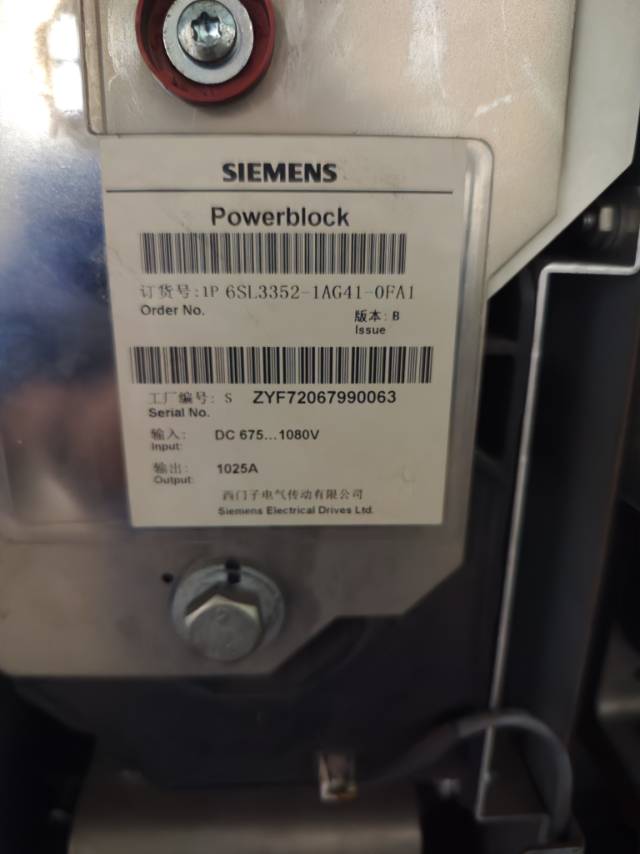 SIEMENS
Powerblock
订货号: 1P 6SL3352-1AG41-0FA1
Order No.
版本: B
Issue
工厂编号: S ZYF72067990063
Serial No.
输入: DC 675...1080V
Input:
输出: 1025A
Output:
西门子电气传动有限公司
Siemens Electrical Drives Ltd.